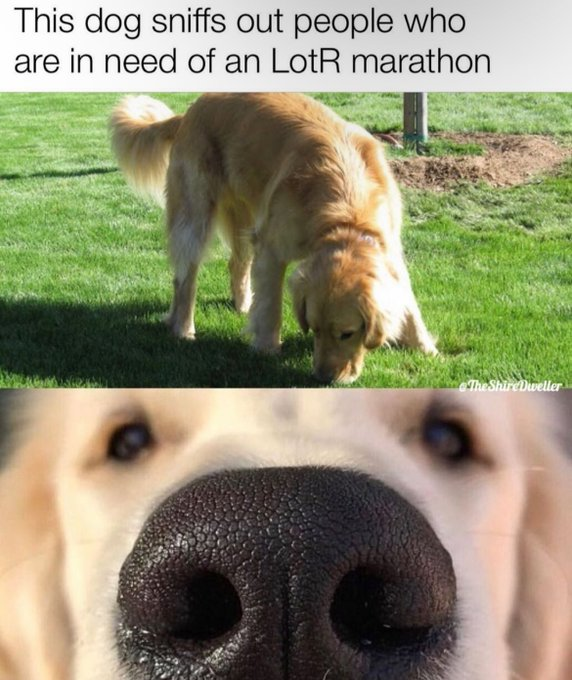 This dog sniffs out people who
are in need of an LotR marathon
@TheShireDweller